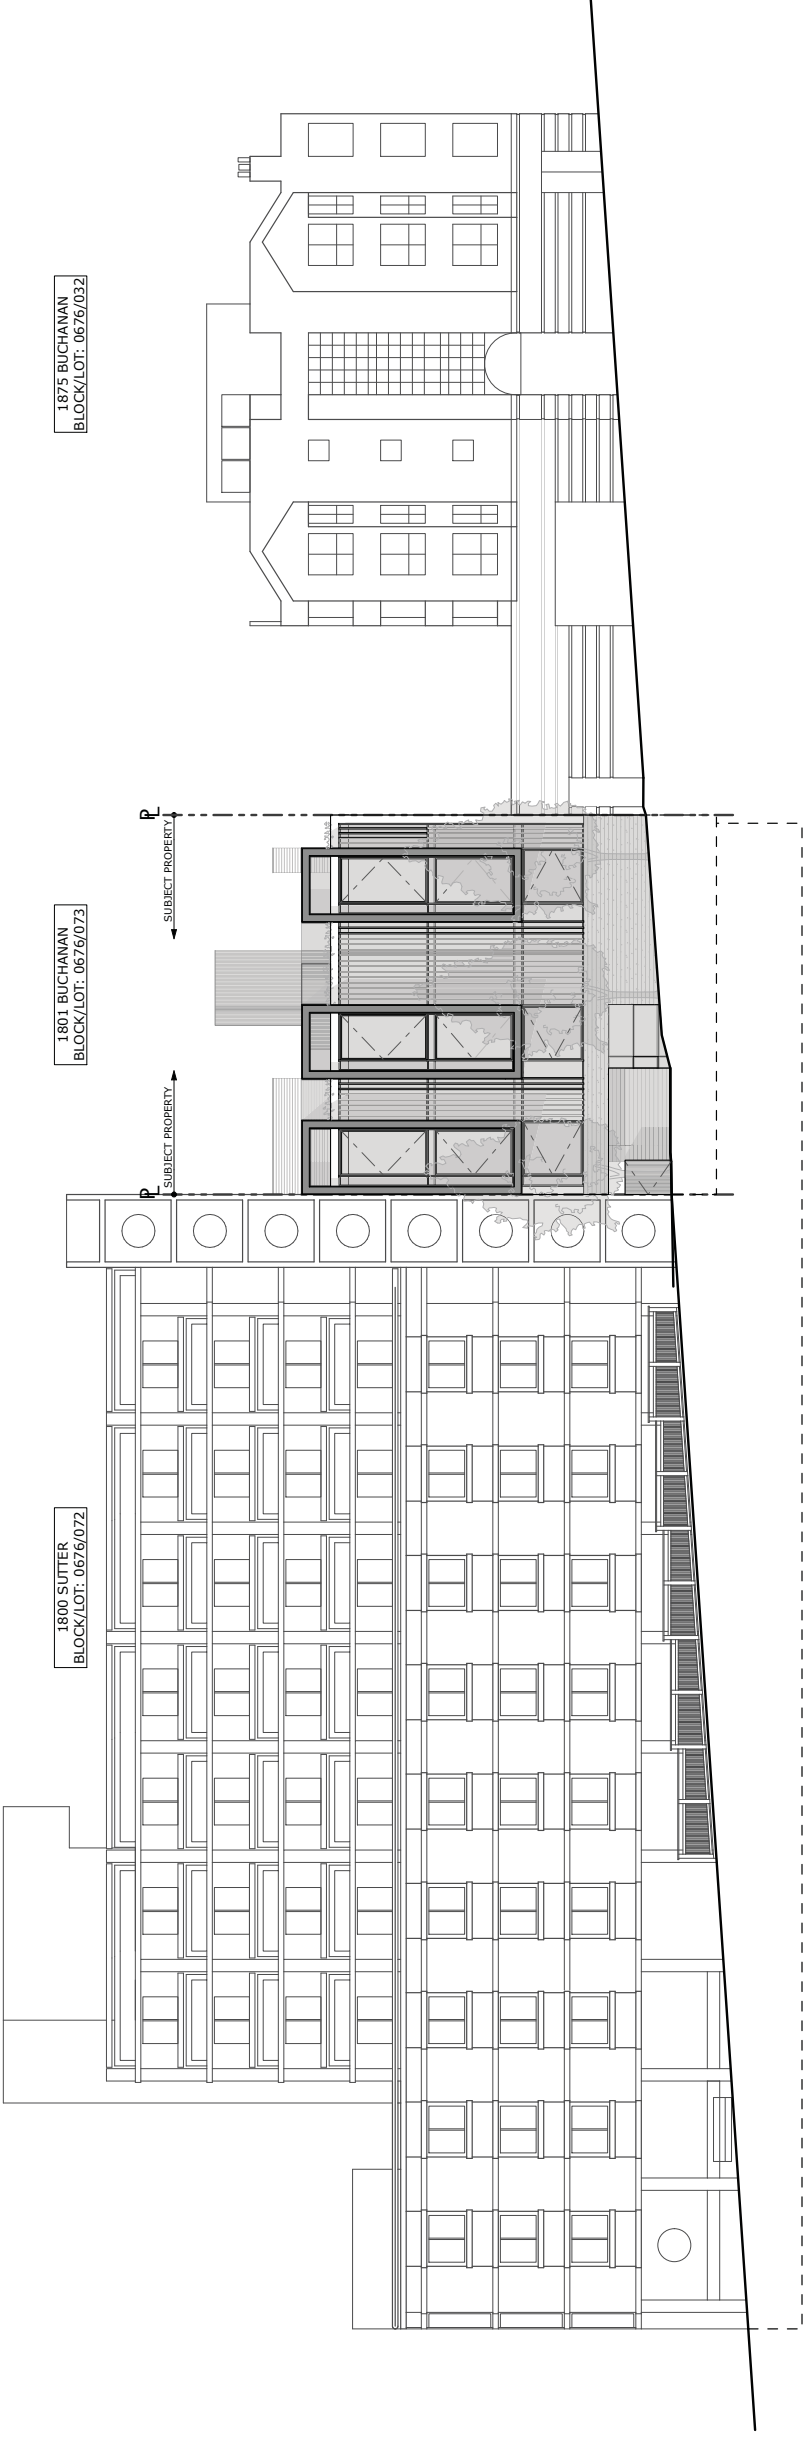 1800 SUTTER
BLOCK/LOT: 0676/072
1801 BUCHANAN
BLOCK/LOT: 0676/073
1875 BUCHANAN
BLOCK/LOT: 0676/032
PL
SUBJECT PROPERTY
SUBJECT PROPERTY
PL